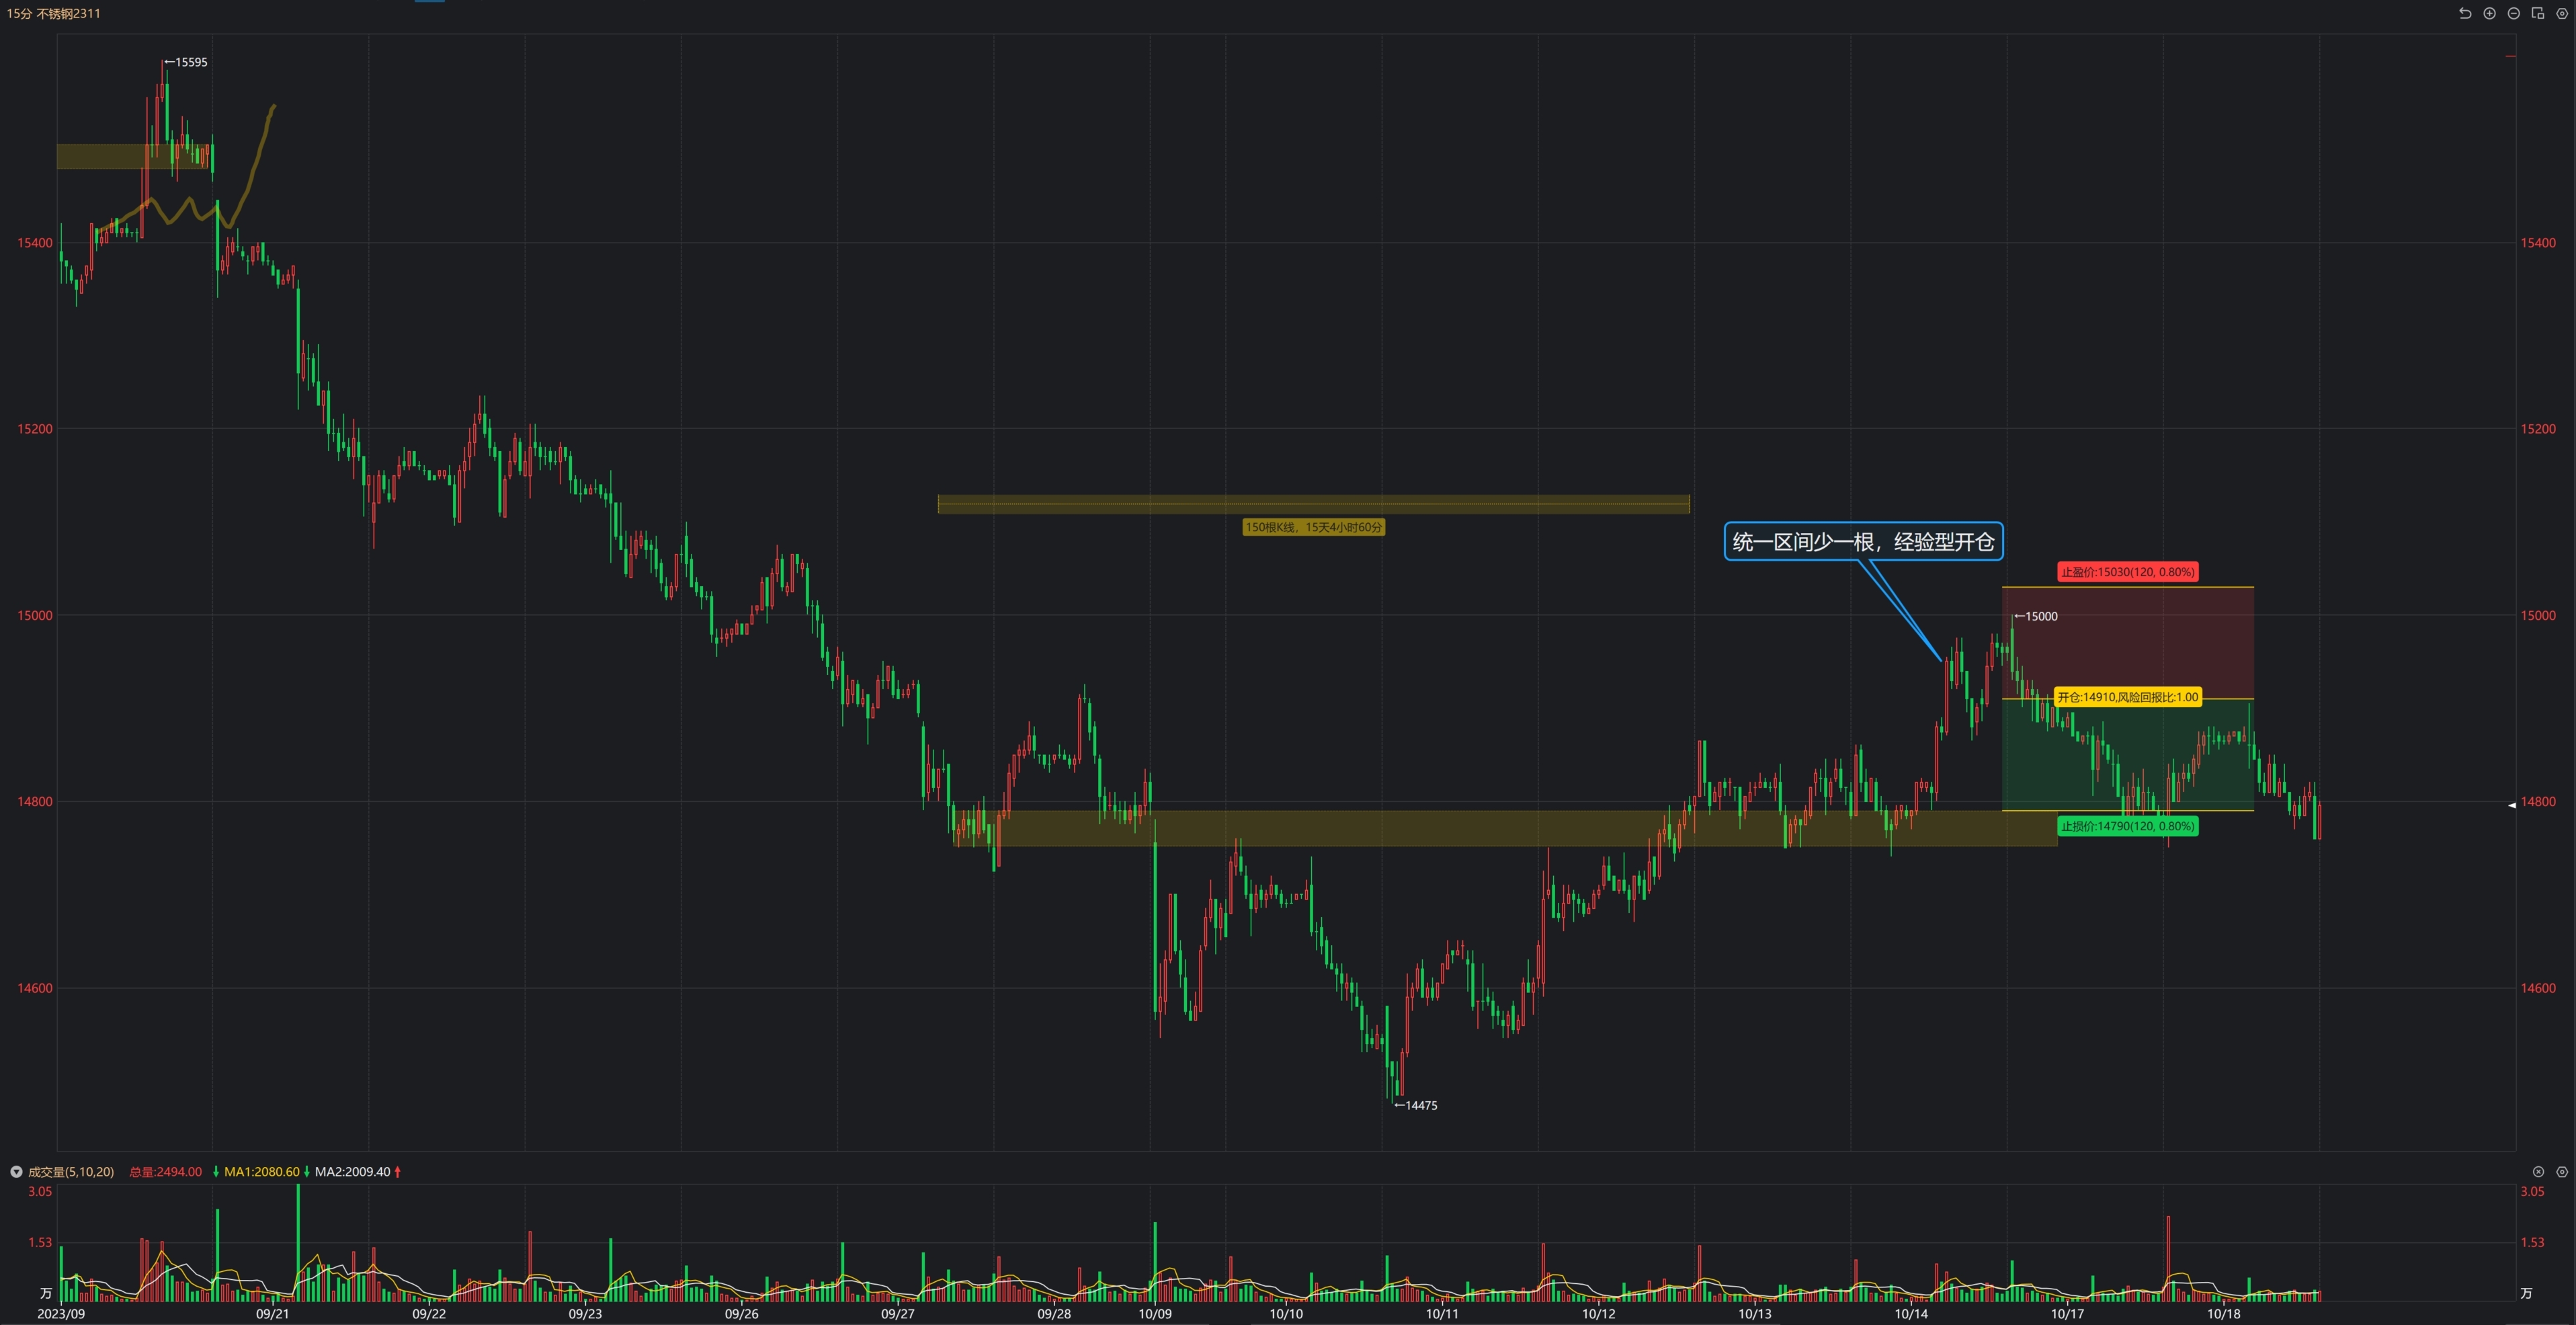 15分 不锈钢2311
←15595
15400
15400
15200
15200
150根K线，15天4小时60分
统一区间少一根，经验型开仓
止盈价:15030(120, 0.80%)
15000
←15000
15000
开仓:14910,风险回报比:1.00
14800
14800
止损价:14790(120, 0.80%)
14600
14600
←14475
成交量(5,10,20) 总量:2494.00 ↓ MA1:2080.60 ↓ MA2:2009.40 ↑
3.05
3.05
1.53
1.53
万
万
2023/09 09/21 09/22 09/23 09/26 09/27 09/28 10/09 10/10 10/11 10/12 10/13 10/14 10/17 10/18